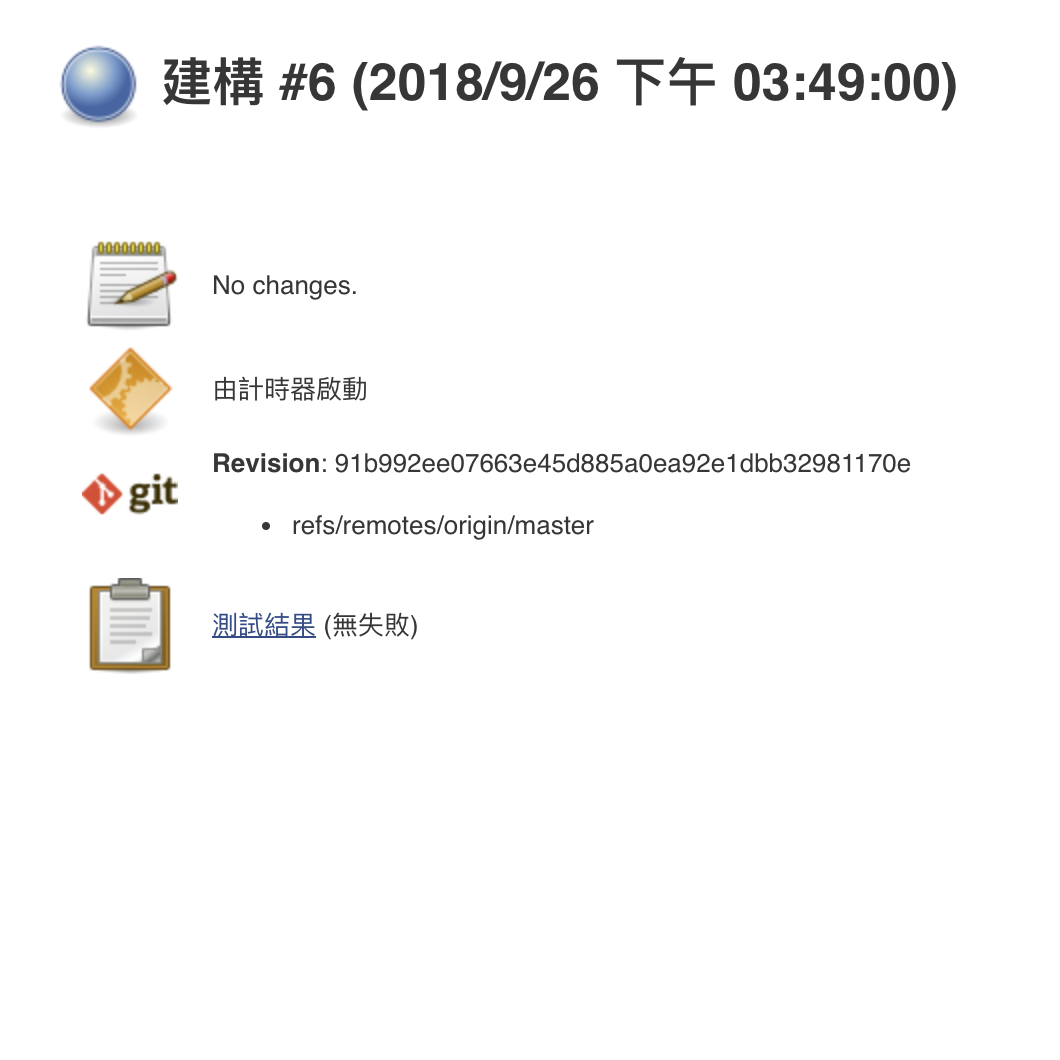 建構 #6 (2018/9/26 下午 03:49:00)
No changes.
由計時器啟動
Revision: 91b992ee07663e45d885a0ea92e1dbb32981170e
git
• refs/remotes/origin/master
測試結果 (無失敗)